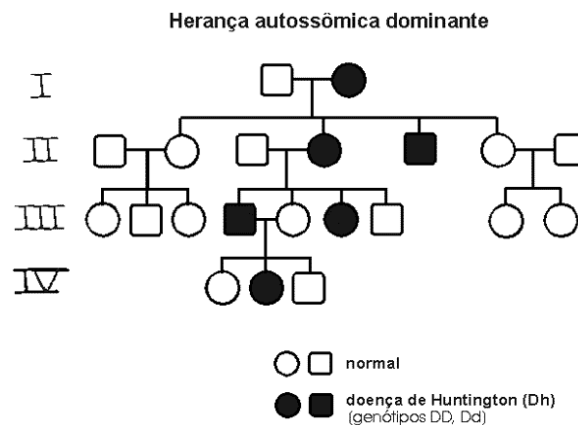 Herança autossômica dominante
I
II
III
IV
normal
doença de Huntington (Dh)
(genótipos DD, Dd)